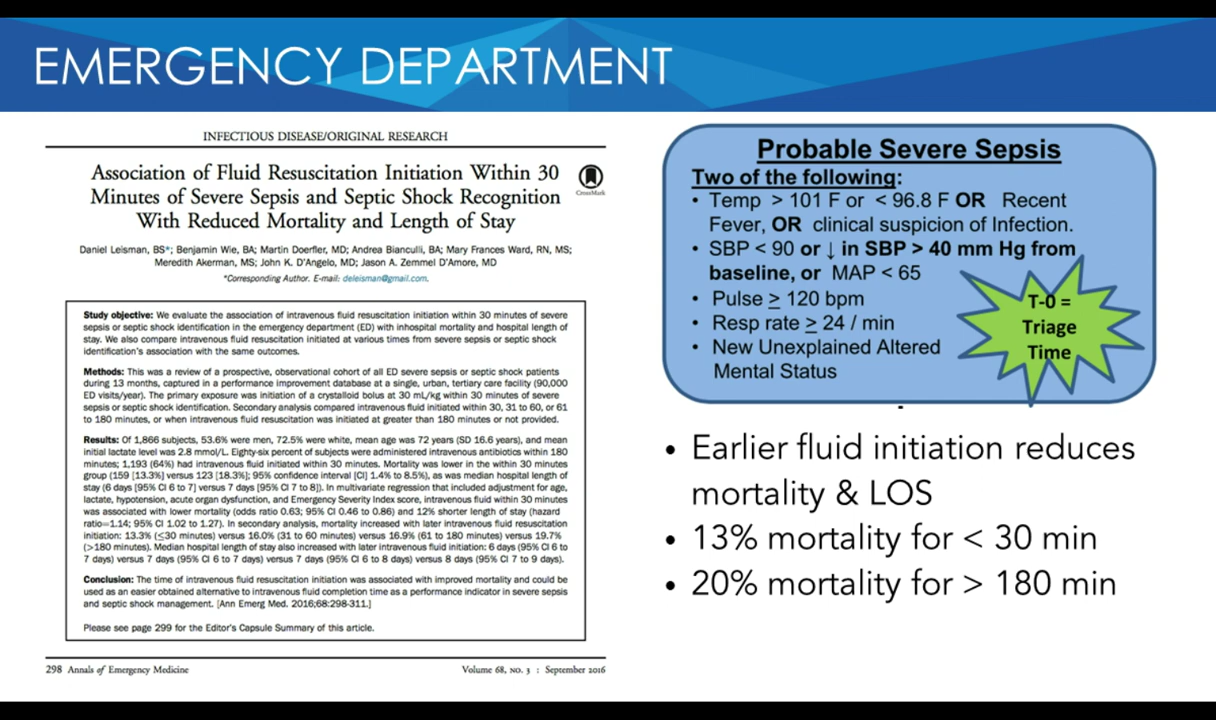 EMERGENCY DEPARTMENT
INFECTIOUS DISEASE/ORIGINAL RESEARCH
Association of Fluid Resuscitation Initiation Within 30
Minutes of Severe Sepsis and Septic Shock Recognition
With Reduced Mortality and Length of Stay
CrossMark
Daniel Leisman, BS*; Benjamin Wie, BA; Martin Doerfler, MD; Andrea Bianculli, BA; Mary Frances Ward, RN, MS;
Meredith Akerman, MS; John K. D'Angelo, MD; Jason A. Zemmel D'Amore, MD
*Corresponding Author. E-mail: deleisman@gmail.com.
Study objective: We evaluate the association of intravenous fluid resuscitation initiation within 30 minutes of severe
sepsis or septic shock identification in the emergency department (ED) with inhospital mortality and hospital length of
stay. We also compare intravenous fluid resuscitation initiated at various times from severe sepsis or septic shock
identification's association with the same outcomes.
Methods: This was a review of a prospective, observational cohort of all ED severe sepsis or septic shock patients
during 13 months, captured in a performance improvement database at a single, urban, tertiary care facility (90,000
ED visits/year). The primary exposure was initiation of a crystalloid bolus at 30 mL/kg within 30 minutes of severe
sepsis or septic shock identification. Secondary analysis compared intravenous fluid initiated within 30, 31 to 60, or 61
to 180 minutes, or when intravenous fluid resuscitation was initiated at greater than 180 minutes or not provided.
Results: Of 1,866 subjects, 53.6% were men, 72.5% were white, mean age was 72 years (SD 16.6 years), and mean
initial lactate level was 2.8 mmol/L. Eighty-six percent of subjects were administered intravenous antibiotics within 180
minutes; 1,193 (64%) had intravenous fluid initiated within 30 minutes. Mortality was lower in the within 30 minutes
group (159 [13.3%] versus 123 [18.3%]; 95% confidence interval [CI] 1.4% to 8.5%), as was median hospital length of
stay (6 days [95% CI 6 to 7] versus 7 days [95% CI 7 to 8]). In multivariate regression that included adjustment for age,
lactate, hypotension, acute organ dysfunction, and Emergency Severity Index score, intravenous fluid within 30 minutes
was associated with lower mortality (odds ratio 0.63; 95% CI 0.46 to 0.86) and 12% shorter length of stay (hazard
ratio=1.14; 95% CI 1.02 to 1.27). In secondary analysis, mortality increased with later intravenous fluid resuscitation
initiation: 13.3% (≤30 minutes) versus 16.0% (31 to 60 minutes) versus 16.9% (61 to 180 minutes) versus 19.7%
(>180 minutes). Median hospital length of stay also increased with later intravenous fluid initiation: 6 days (95% CI 6 to
7 days) versus 7 days (95% CI 6 to 7 days) versus 7 days (95% CI 6 to 8 days) versus 8 days (95% CI 7 to 9 days).
Conclusion: The time of intravenous fluid resuscitation initiation was associated with improved mortality and could be
used as an easier obtained alternative to intravenous fluid completion time as a performance indicator in severe sepsis
and septic shock management. [Ann Emerg Med. 2016;68:298-311.]
Please see page 299 for the Editor's Capsule Summary of this article.
298 Annals of Emergency Medicine
Volume 68, NO. 3 : September 2016
Probable Severe Sepsis
Two of the following:
• Temp > 101 F or < 96.8 F OR Recent
Fever, OR clinical suspicion of Infection.
• SBP < 90 or ↓ in SBP > 40 mm Hg from
baseline, or MAP < 65
• Pulse ≥ 120 bpm
• Resp rate ≥ 24 / min
• New Unexplained Altered
Mental Status
T-0 =
Triage
Time
• Earlier fluid initiation reduces
mortality & LOS
• 13% mortality for < 30 min
• 20% mortality for > 180 min